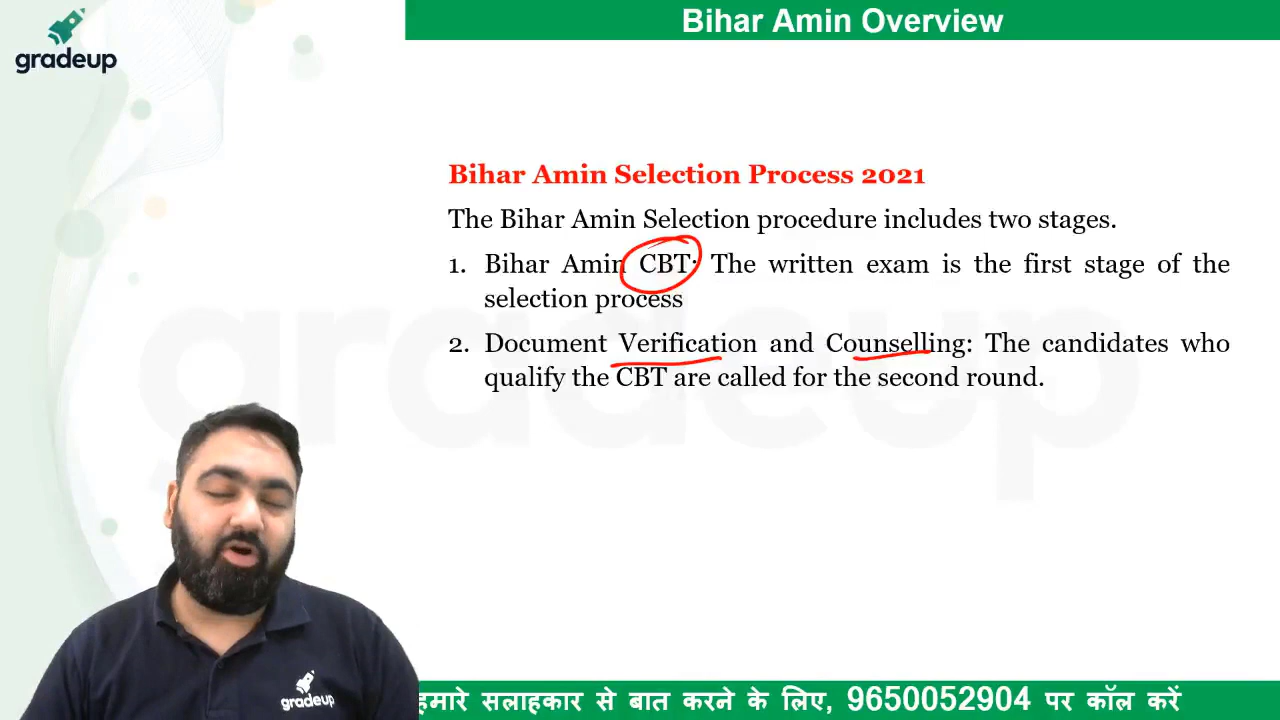 gradeup
Bihar Amin Overview
Bihar Amin Selection Process 2021
The Bihar Amin Selection procedure includes two stages.
1. Bihar Amin CBT: The written exam is the first stage of the
selection process
2. Document Verification and Counselling: The candidates who
qualify the CBT are called for the second round.
gradeup
gradeup
हमारे सलाहकार से बात करने के लिए, 9650052904 पर कॉल करें